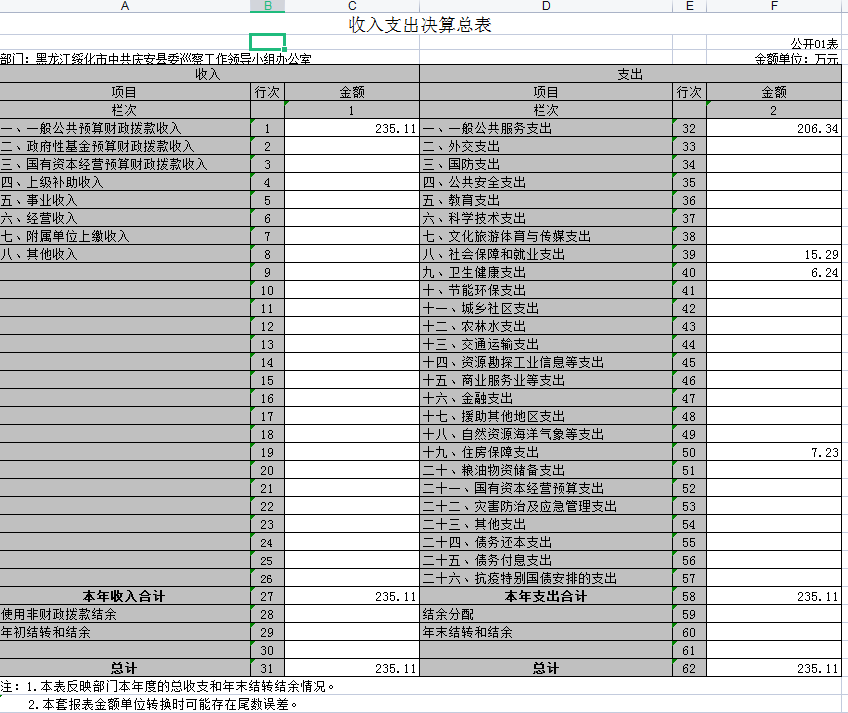 A B C D E F
收入支出决算总表
公开01表
部门：黑龙江绥化市中共庆安县委巡察工作领导小组办公室 金额单位：万元
收入 支出
项目 行次 金额 项目 行次 金额
栏次 1 栏次 2
一、一般公共预算财政拨款收入 1 235.11 一、一般公共服务支出 32 206.34
二、政府性基金预算财政拨款收入 2 二、外交支出 33
三、国有资本经营预算财政拨款收入 3 三、国防支出 34
四、上级补助收入 4 四、公共安全支出 35
五、事业收入 5 五、教育支出 36
六、经营收入 6 六、科学技术支出 37
七、附属单位上缴收入 7 七、文化旅游体育与传媒支出 38
八、其他收入 8 八、社会保障和就业支出 39 15.29
9 九、卫生健康支出 40 6.24
10 十、节能环保支出 41
11 十一、城乡社区支出 42
12 十二、农林水支出 43
13 十三、交通运输支出 44
14 十四、资源勘探工业信息等支出 45
15 十五、商业服务业等支出 46
16 十六、金融支出 47
17 十七、援助其他地区支出 48
18 十八、自然资源海洋气象等支出 49
19 十九、住房保障支出 50 7.23
20 二十、粮油物资储备支出 51
21 二十一、国有资本经营预算支出 52
22 二十二、灾害防治及应急管理支出 53
23 二十三、其他支出 54
24 二十四、债务还本支出 55
25 二十五、债务付息支出 56
26 二十六、抗疫特别国债安排的支出 57
本年收入合计 27 235.11 本年支出合计 58 235.11
使用非财政拨款结余 28 结余分配 59
年初结转和结余 29 年末结转和结余 60
30 61
总计 31 235.11 总计 62 235.11
注：1.本表反映部门本年度的总收支和年末结转结余情况。
2.本套报表金额单位转换时可能存在尾数误差。